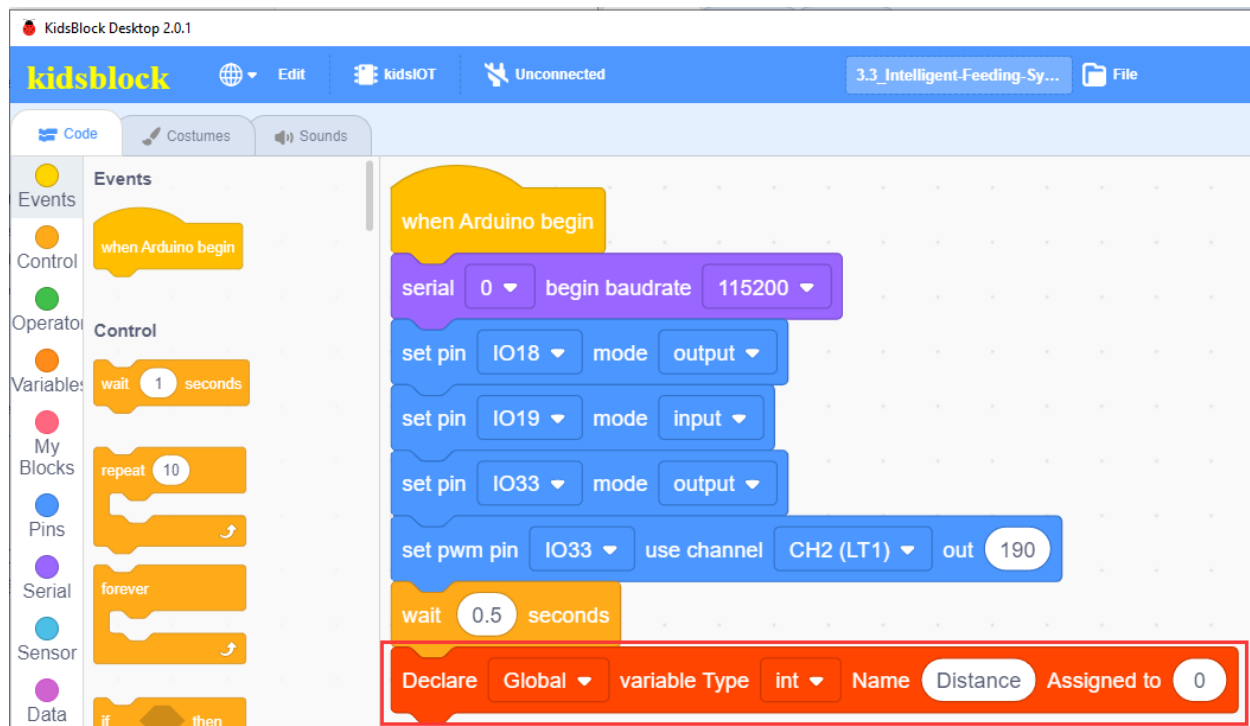 KidsBlock Desktop 2.0.1
kidsblock Edit kidsIOT Unconnected 3.3_Intelligent-Feeding-Sy... File
Code Costumes Sounds
Events
Control
Operator
Variables
My
Blocks
Pins
Serial
Sensor
Data
Events
when Arduino begin
Control
wait 1 seconds
repeat 10
forever
if then
when Arduino begin
serial 0 begin baudrate 115200
set pin IO18 mode output
set pin IO19 mode input
set pin IO33 mode output
set pwm pin IO33 use channel CH2 (LT1) out 190
wait 0.5 seconds
Declare Global variable Type int Name Distance Assigned to 0